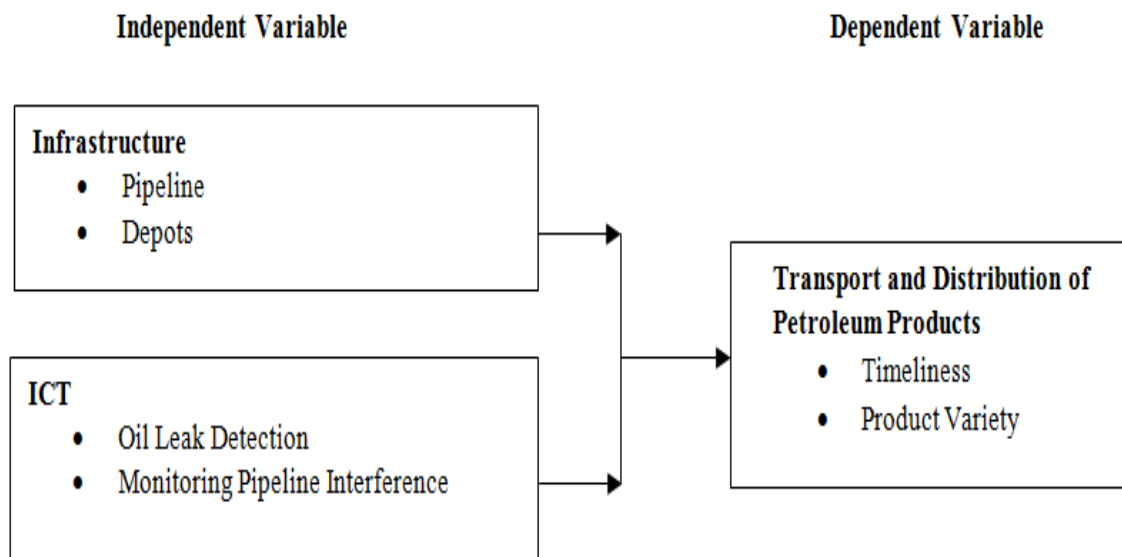 Independent Variable
Dependent Variable
Infrastructure
• Pipeline
• Depots
ICT
• Oil Leak Detection
• Monitoring Pipeline Interference
Transport and Distribution of
Petroleum Products
• Timeliness
• Product Variety